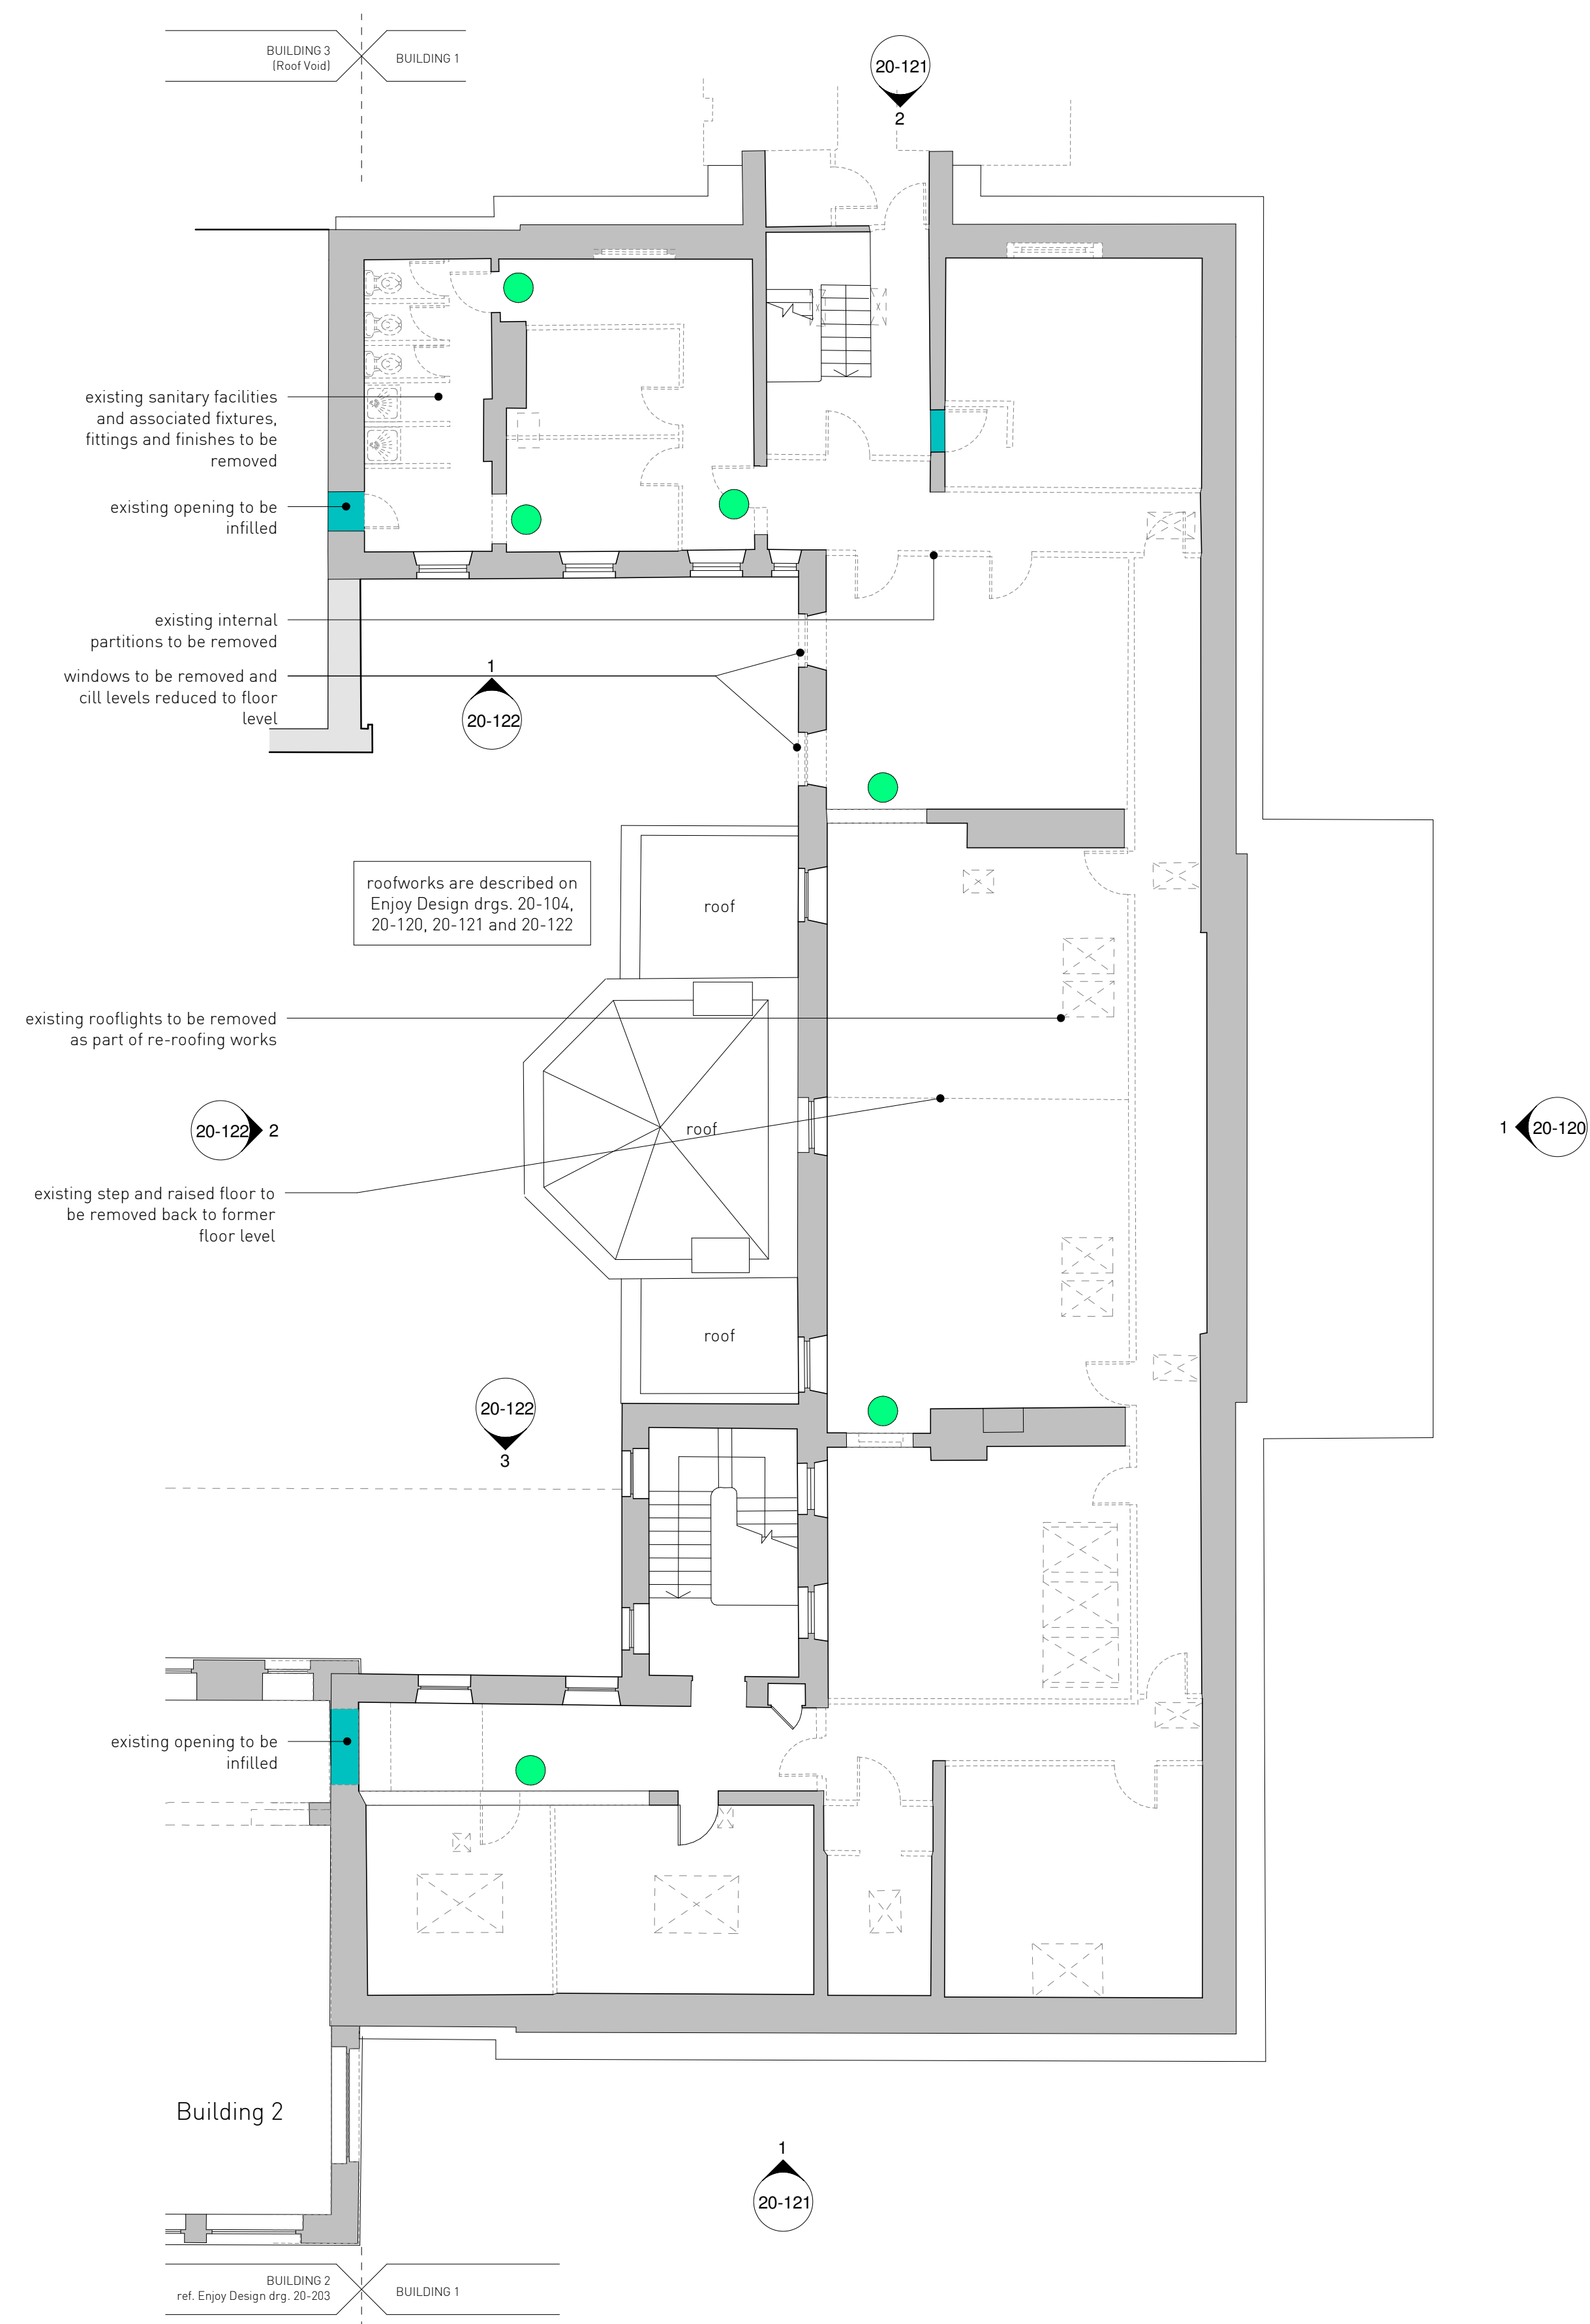 BUILDING 3
(Roof Void)
BUILDING 1
20-121
2
existing sanitary facilities
and associated fixtures,
fittings and finishes to be
removed
existing opening to be
infilled
existing internal
partitions to be removed
windows to be removed and
cill levels reduced to floor
level
1
20-122
roofworks are described on
Enjoy Design drgs. 20-104,
20-120, 20-121 and 20-122
roof
existing rooflights to be removed
as part of re-roofing works
20-122
2
roof
1
20-120
existing step and raised floor to
be removed back to former
floor level
roof
20-122
3
existing opening to be
infilled
Building 2
1
20-121
BUILDING 2
ref. Enjoy Design drg. 20-203
BUILDING 1